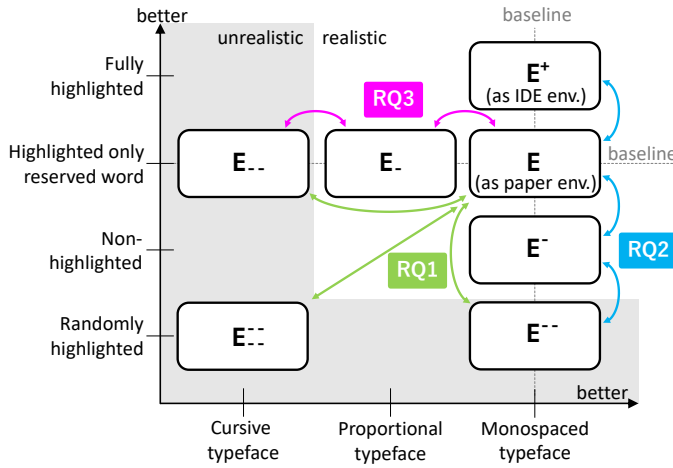 better
baseline
unrealistic
realistic
Fully
highlighted
E⁺
(as IDE env.)
RQ3
Highlighted only
reserved word
E₋₋
E₋
E
(as paper env.)
baseline
Non-
highlighted
RQ1
E⁻
RQ2
Randomly
highlighted
E⁻⁻₋₋
E⁻⁻
better
Cursive
typeface
Proportional
typeface
Monospaced
typeface